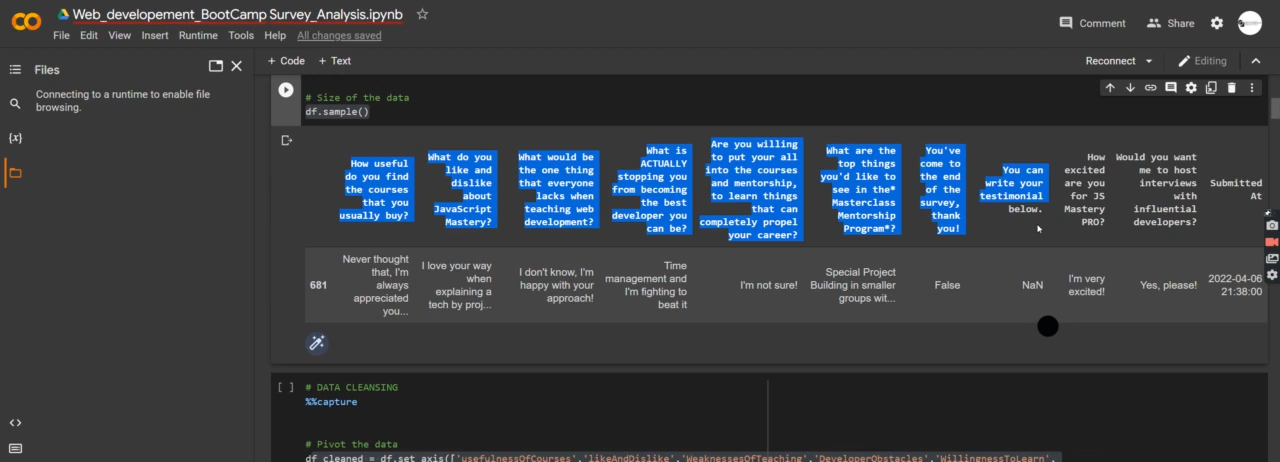 Web_developement_BootCamp Survey_Analysis.ipynb
File Edit View Insert Runtime Tools Help All changes saved
Comment Share
Files
Connecting to a runtime to enable file
browsing.
+ Code + Text
Reconnect
Editing
# Size of the data
df.sample()
How useful
do you find
the courses
that you
usually buy?
What do you
like and
dislike
about
JavaScript
Mastery?
What would be
the one thing
that everyone
lacks when
teaching web
development?
What is
ACTUALLY
stopping you
from becoming
the best
developer you
can be?
Are you willing
to put your all
into the courses
and mentorship,
to learn things
that can
completely propel
your career?
What are the
top things
you'd like to
see in the*
Masterclass
Mentorship
Program*?
You've
come to
the end
of the
survey,
thank
you!
You can
write your
testimonial
below.
How
excited
are you
for JS
Mastery
PRO?
Would you want
me to host
interviews
with
influential
developers?
Submitted
At
681
Never thought
that, I'm
always
appreciated
you...
I love your way
when
explaining a
tech by proj...
I don't know, I'm
happy with your
approach!
Time
management and
I'm fighting to
beat it
I'm not sure!
Special Project
Building in smaller
groups wit...
False
NaN
I'm very
excited!
Yes, please!
2022-04-06
21:38:00
[ ] # DATA CLEANSING
%%capture
# Pivot the data
df_cleaned = df.set_axis(['usefulnessOfCourses','likeAndDislike','WeaknessesOfTeaching','DeveloperObstacles','WillingnessToLearn',